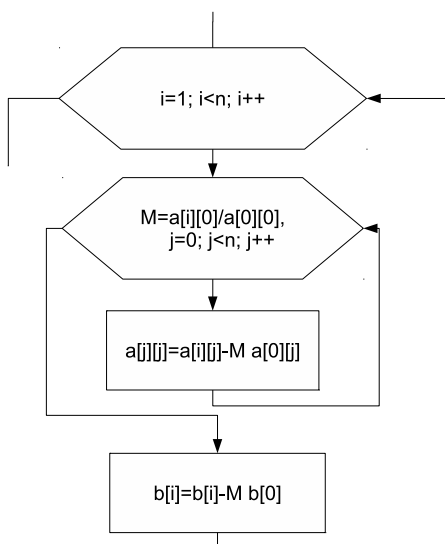 i=1; i<n; i++
M=a[i][0]/a[0][0],
j=0; j<n; j++
a[j][j]=a[i][j]-M a[0][j]
b[i]=b[i]-M b[0]